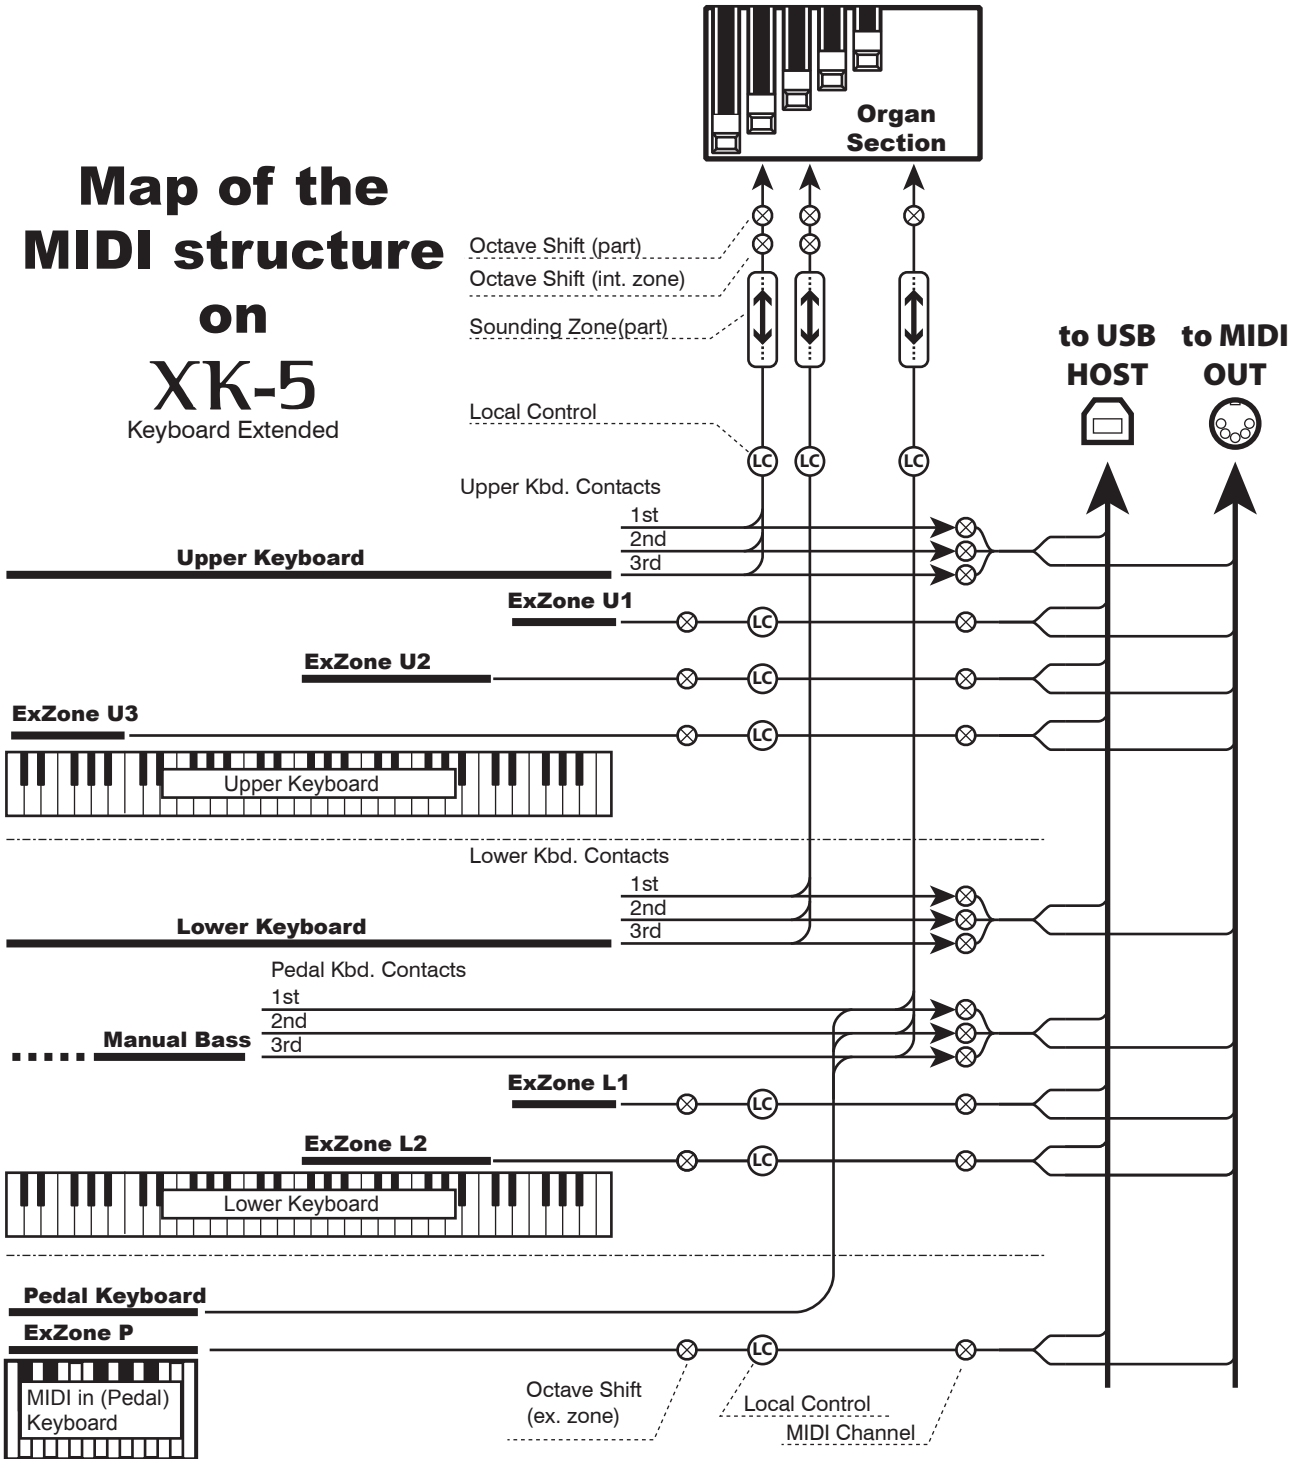 Organ
Section
Map of the
MIDI structure
on
XK-5
Keyboard Extended
Octave Shift (part)
Octave Shift (int. zone)
Sounding Zone(part)
Local Control
to USB
HOST
to MIDI
OUT
LC LC LC
Upper Kbd. Contacts
1st
2nd
3rd
Upper Keyboard
ExZone U1
LC
ExZone U2
LC
ExZone U3
LC
Upper Keyboard
Lower Kbd. Contacts
1st
2nd
3rd
Lower Keyboard
Pedal Kbd. Contacts
1st
2nd
3rd
Manual Bass
ExZone L1
LC
ExZone L2
LC
Lower Keyboard
Pedal Keyboard
ExZone P
LC
MIDI in (Pedal)
Keyboard
Octave Shift
(ex. zone)
Local Control
MIDI Channel